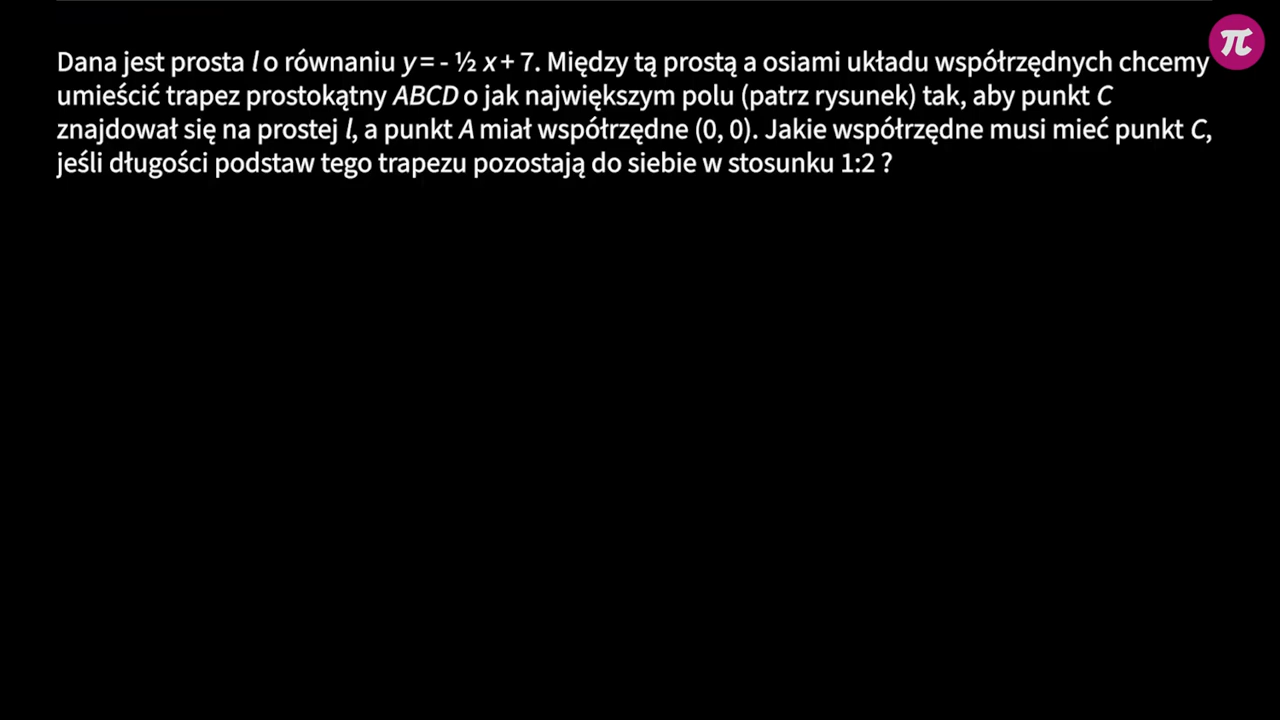 Dana jest prosta l o równaniu y = - ½ x + 7. Między tą prostą a osiami układu współrzędnych chcemy
umieścić trapez prostokątny ABCD o jak największym polu (patrz rysunek) tak, aby punkt C
znajdował się na prostej l, a punkt A miał współrzędne (0, 0). Jakie współrzędne musi mieć punkt C,
jeśli długości podstaw tego trapezu pozostają do siebie w stosunku 1:2 ?
π